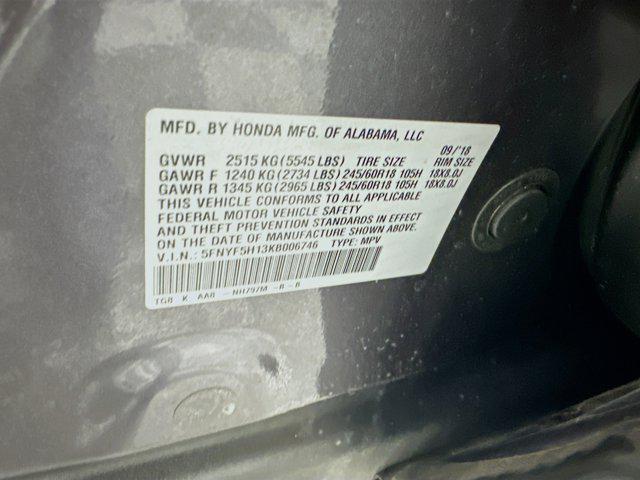 MFD. BY HONDA MFG. OF ALABAMA, LLC 09/'18
GVWR 2515 KG (5545 LBS) TIRE SIZE RIM SIZE
GAWR F 1240 KG (2734 LBS) 245/60R18 105H 18X8.0J
GAWR R 1345 KG (2965 LBS) 245/60R18 105H 18X8.0J
THIS VEHICLE CONFORMS TO ALL APPLICABLE
FEDERAL MOTOR VEHICLE SAFETY
AND THEFT PREVENTION STANDARDS IN EFFECT
ON THE DATE OF MANUFACTURE SHOWN ABOVE.
V.I.N.: 5FNYF5H13KB006746 TYPE: MPV
TG8 K AA0 -NH797M -B -B